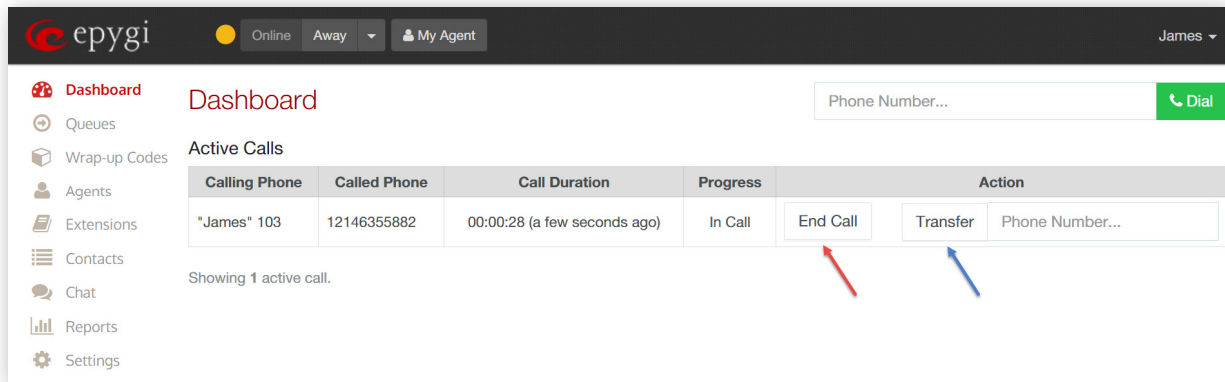 epygi Online Away My Agent James
Dashboard
Queues
Wrap-up Codes
Agents
Extensions
Contacts
Chat
Reports
Settings
Dashboard
Phone Number... Dial
Active Calls
Calling Phone Called Phone Call Duration Progress Action
"James" 103 12146355882 00:00:28 (a few seconds ago) In Call End Call Transfer Phone Number...
Showing 1 active call.